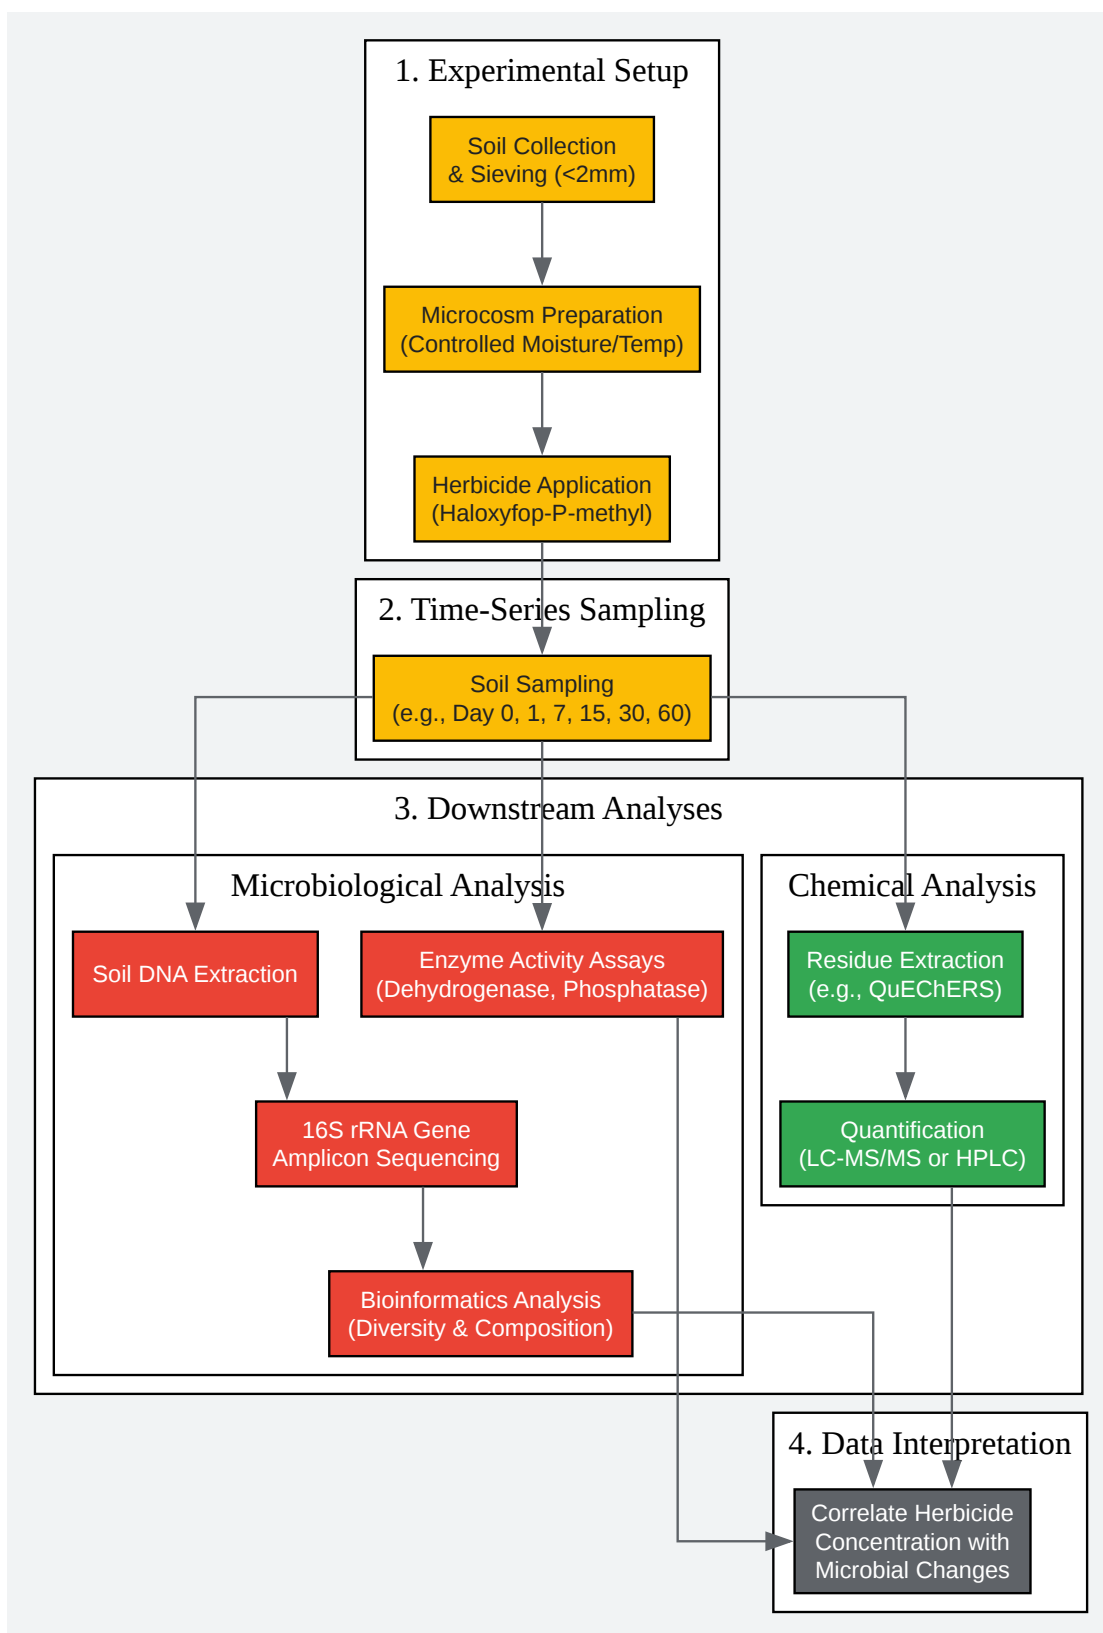 1. Experimental Setup
Soil Collection
& Sieving (<2mm)
Microcosm Preparation
(Controlled Moisture/Temp)
Herbicide Application
(Haloxyfop-P-methyl)
2. Time-Series Sampling
Soil Sampling
(e.g., Day 0, 1, 7, 15, 30, 60)
3. Downstream Analyses
Microbiological Analysis
Soil DNA Extraction
Enzyme Activity Assays
(Dehydrogenase, Phosphatase)
16S rRNA Gene
Amplicon Sequencing
Bioinformatics Analysis
(Diversity & Composition)
Chemical Analysis
Residue Extraction
(e.g., QuEChERS)
Quantification
(LC-MS/MS or HPLC)
4. Data Interpretation
Correlate Herbicide
Concentration with
Microbial Changes